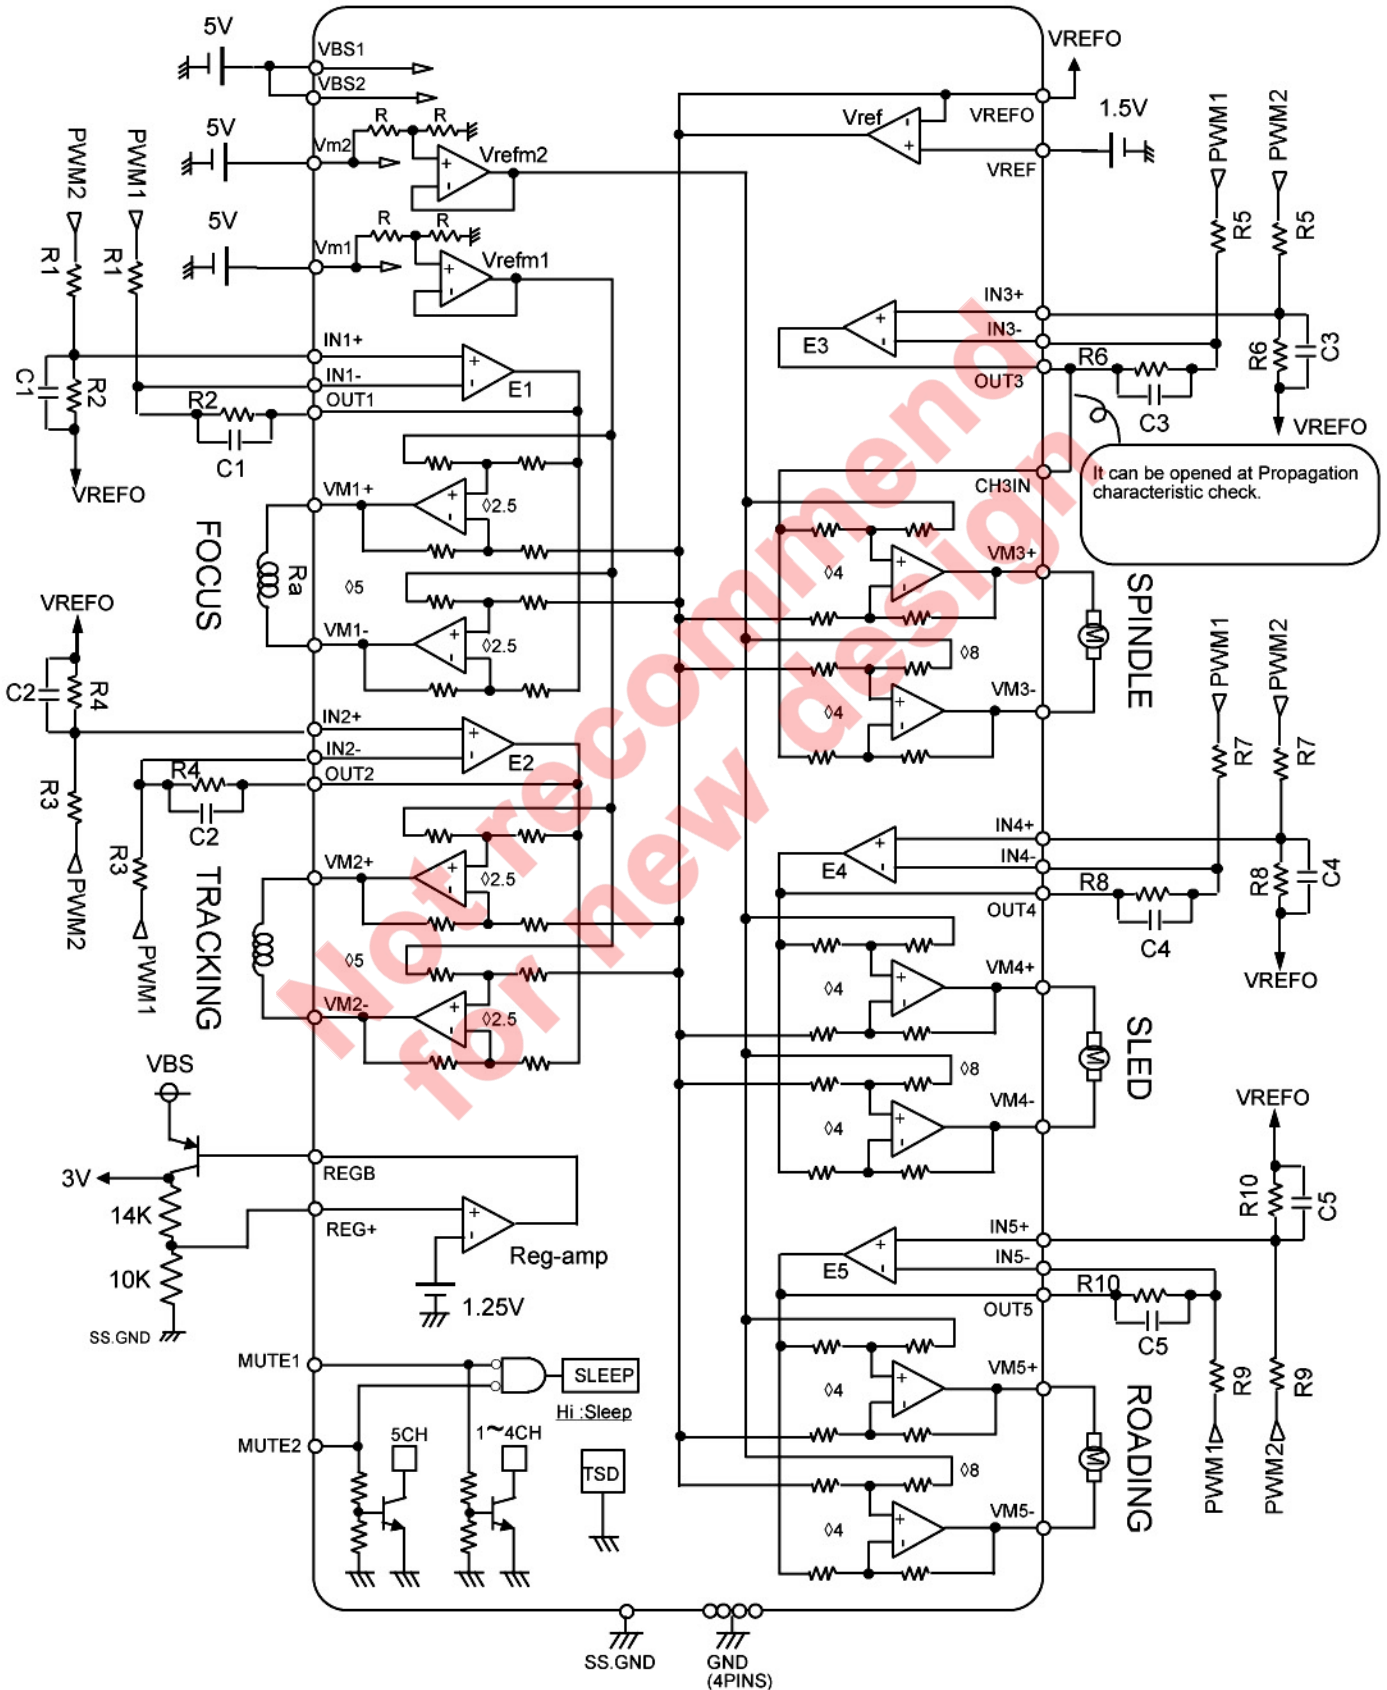 5V
VBS1
VBS2
5V
Vm2
R
R
Vrefm2
5V
Vm1
R
R
Vrefm1
PWM2
PWM1
R1
R1
IN1+
IN1-
OUT1
E1
C1
R2
R2
C1
VREFO
VM1+
◊2.5
FOCUS
Ra
◊5
VM1-
◊2.5
VREFO
C2
R4
IN2+
IN2-
OUT2
E2
R4
C2
R3
R3
PWM2
PWM1
TRACKING
VM2+
◊2.5
◊5
VM2-
◊2.5
VBS
3V
REGB
14K
REG+
10K
Reg-amp
1.25V
SS.GND
MUTE1
SLEEP
Hi :Sleep
MUTE2
5CH
1~4CH
TSD
SS.GND
GND
(4PINS)
VREFO
Vref
VREFO
1.5V
VREF
PWM1
PWM2
R5
R5
IN3+
IN3-
E3
OUT3
R6
C3
R6
C3
VREFO
It can be opened at Propagation
characteristic check.
CH3IN
◊4
VM3+
◊8
◊4
VM3-
SPINDLE
PWM1
PWM2
R7
R7
IN4+
IN4-
E4
OUT4
R8
C4
R8
C4
VREFO
◊4
VM4+
◊8
◊4
VM4-
SLED
M
M
VREFO
R10
C5
IN5+
IN5-
E5
OUT5
R10
C5
R9
R9
PWM1
PWM2
◊4
VM5+
◊8
◊4
VM5-
M
ROADING
Not recommend
for new design